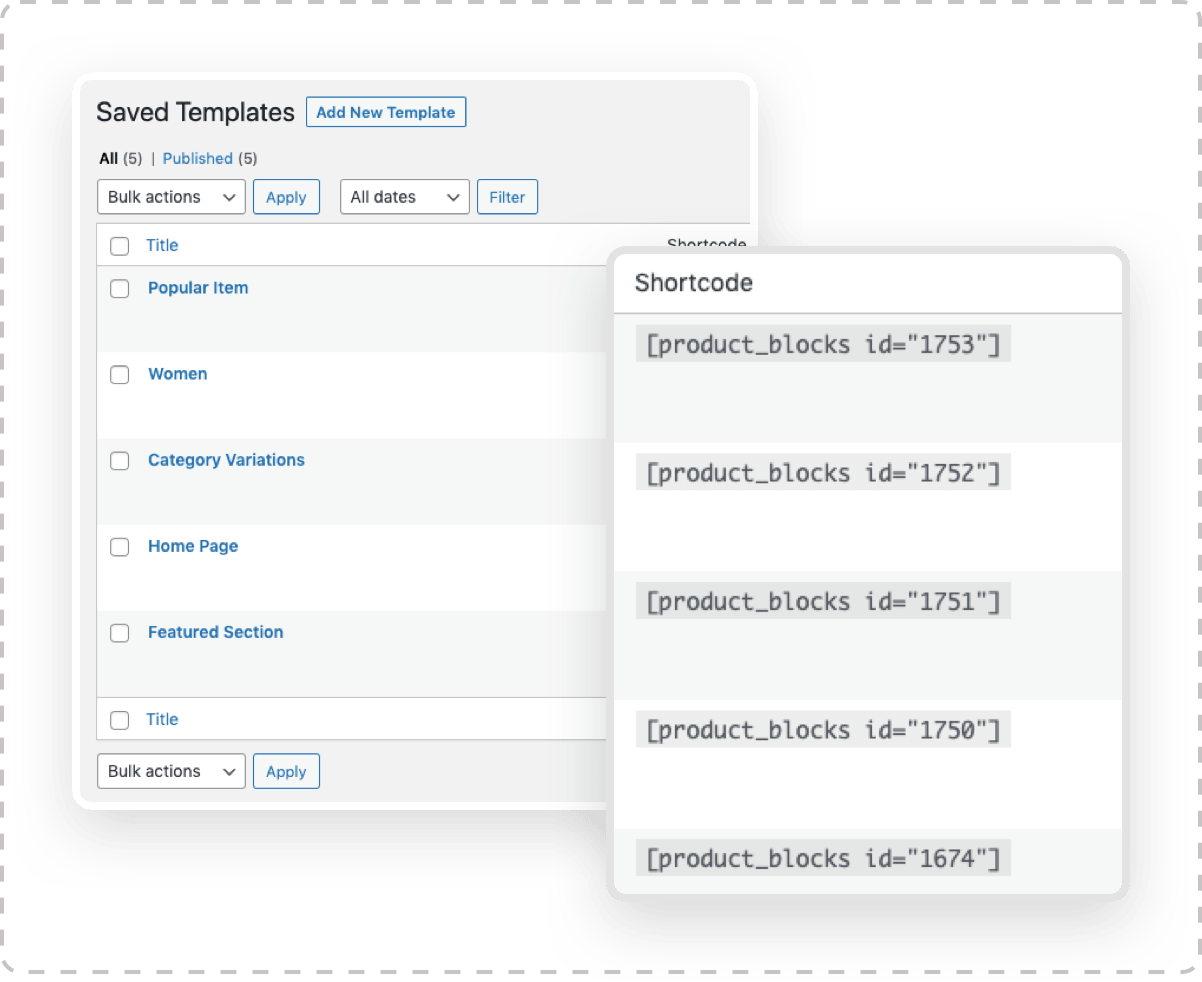 Saved Templates Add New Template
All (5) | Published (5)
Bulk actions Apply All dates Filter
Title Shortcode
Popular Item
Women
Category Variations
Home Page
Featured Section
Title
Bulk actions Apply
Shortcode
[product_blocks id="1753"]
[product_blocks id="1752"]
[product_blocks id="1751"]
[product_blocks id="1750"]
[product_blocks id="1674"]